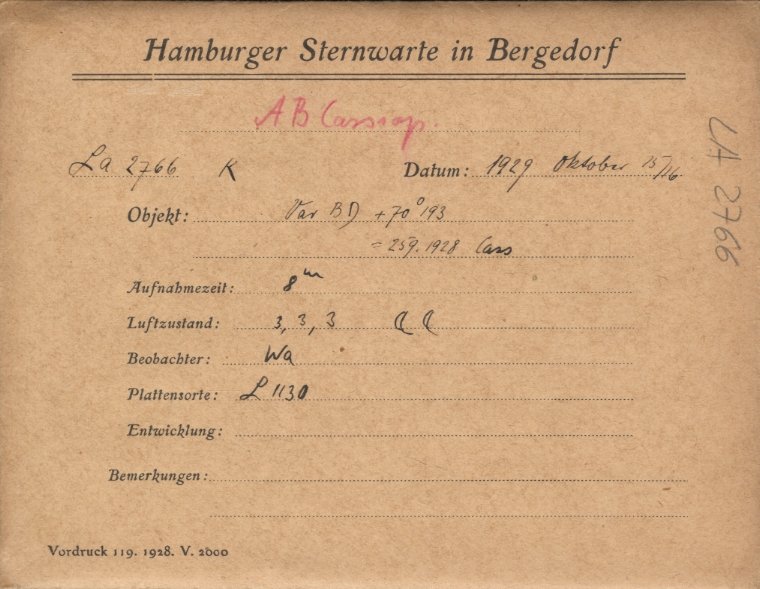 Hamburger Sternwarte in Bergedorf
AB Cassiop.
La 2766 K Datum: 1929 Oktober 15/16
Objekt: Var BD +70° 193
= 259.1928 Cass
Aufnahmezeit: 8m
Luftzustand: 3, 3, 3 ☾ ☾
Beobachter: Wa
Plattensorte: L 1130
Entwicklung:
Bemerkungen:
Vordruck 119. 1928. V. 2000
LA 2766